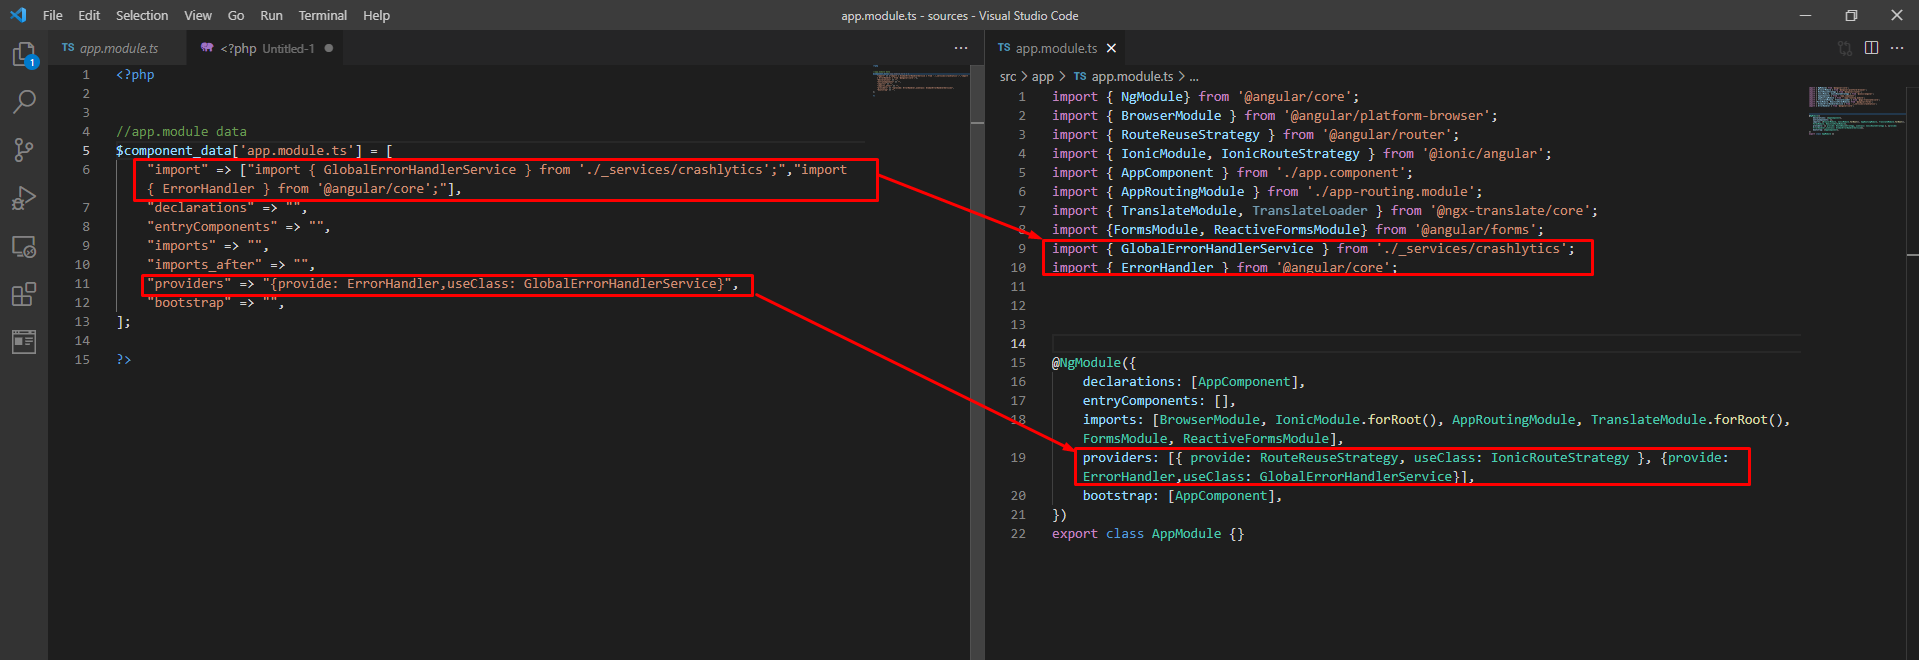 File Edit Selection View Go Run Terminal Help
app.module.ts - sources - Visual Studio Code
1
TS app.module.ts
<?php Untitled-1
1 <?php
2
3
4 //app.module data
5 $component_data['app.module.ts'] = [
6 "import" => ["import { GlobalErrorHandlerService } from './_services/crashlytics';","import
{ ErrorHandler } from '@angular/core';"],
7 "declarations" => "",
8 "entryComponents" => "",
9 "imports" => "",
10 "imports_after" => "",
11 "providers" => "{provide: ErrorHandler,useClass: GlobalErrorHandlerService}",
12 "bootstrap" => "",
13 ];
14
15 ?>
TS app.module.ts
src > app > TS app.module.ts > ...
1 import { NgModule} from '@angular/core';
2 import { BrowserModule } from '@angular/platform-browser';
3 import { RouteReuseStrategy } from '@angular/router';
4 import { IonicModule, IonicRouteStrategy } from '@ionic/angular';
5 import { AppComponent } from './app.component';
6 import { AppRoutingModule } from './app-routing.module';
7 import { TranslateModule, TranslateLoader } from '@ngx-translate/core';
8 import {FormsModule, ReactiveFormsModule} from '@angular/forms';
9 import { GlobalErrorHandlerService } from './_services/crashlytics';
10 import { ErrorHandler } from '@angular/core';
11
12
13
14
15 @NgModule({
16 declarations: [AppComponent],
17 entryComponents: [],
18 imports: [BrowserModule, IonicModule.forRoot(), AppRoutingModule, TranslateModule.forRoot(),
FormsModule, ReactiveFormsModule],
19 providers: [{ provide: RouteReuseStrategy, useClass: IonicRouteStrategy }, {provide:
ErrorHandler,useClass: GlobalErrorHandlerService}],
20 bootstrap: [AppComponent],
21 })
22 export class AppModule {}